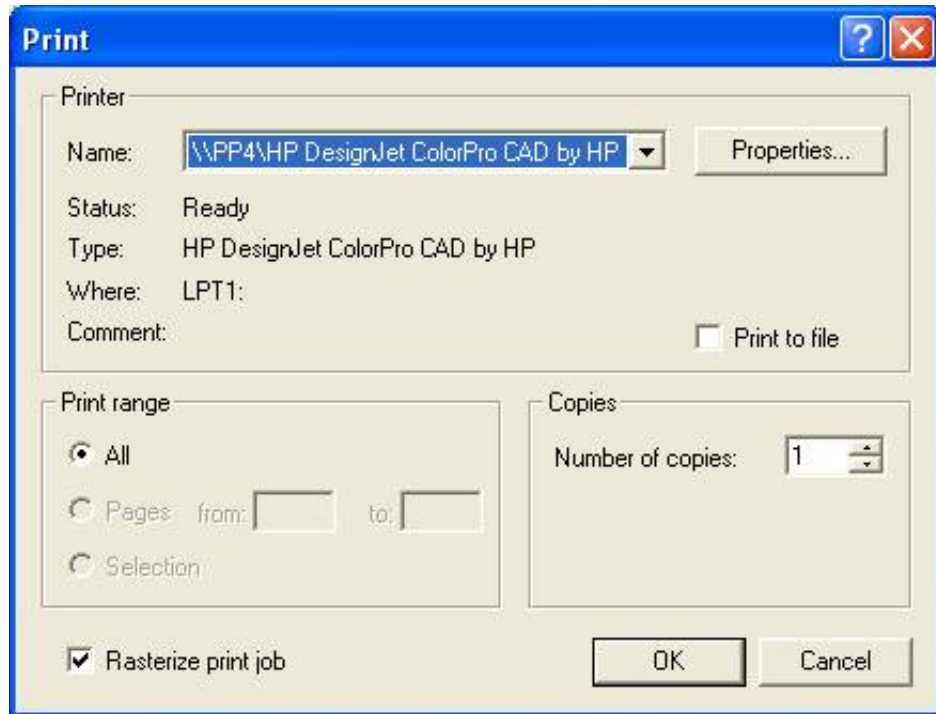 Print
Printer
Name: \\PP4\HP DesignJet ColorPro CAD by HP Properties...
Status: Ready
Type: HP DesignJet ColorPro CAD by HP
Where: LPT1:
Comment:
Print to file
Print range
All
Pages from: to:
Selection
Copies
Number of copies: 1
Rasterize print job
OK Cancel